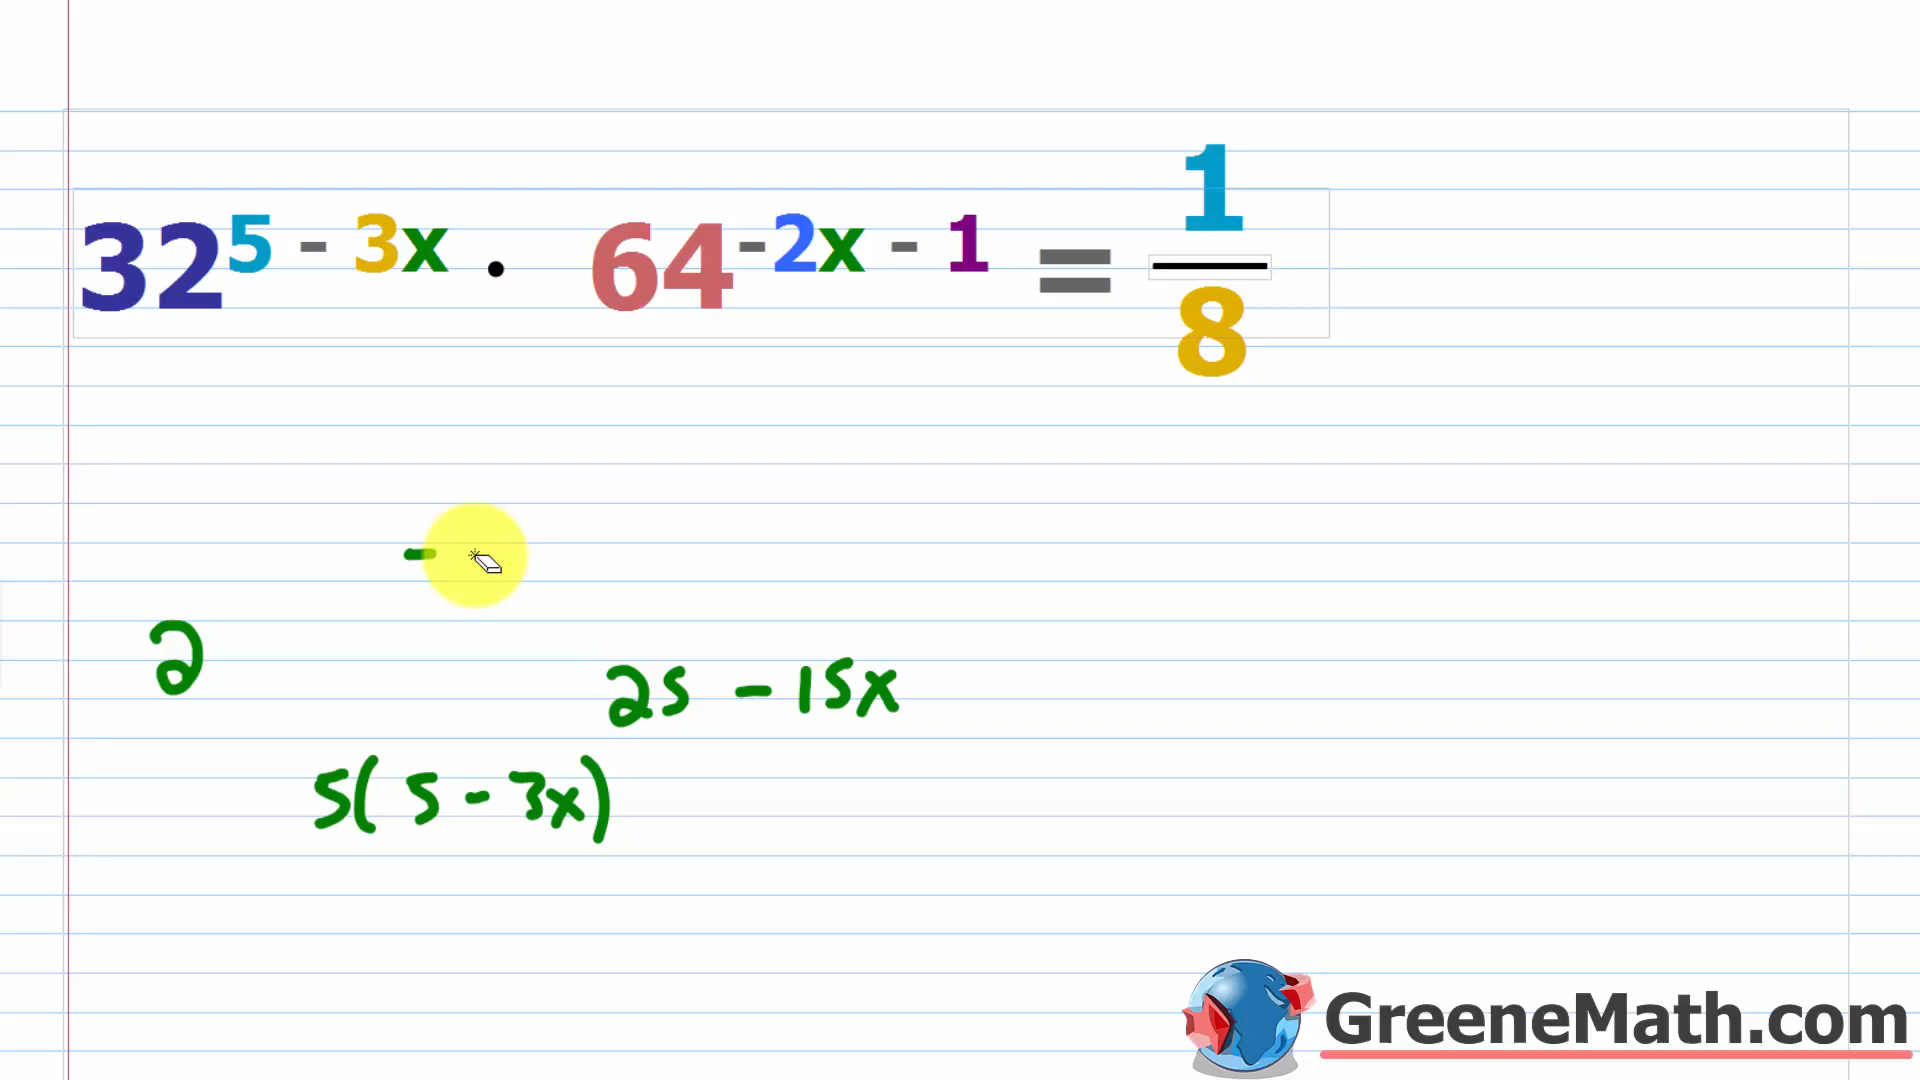 32^(5 - 3x) · 64^(-2x - 1) = 1/8
-
2
25 - 15x
5( 5 - 3x)
GreeneMath.com